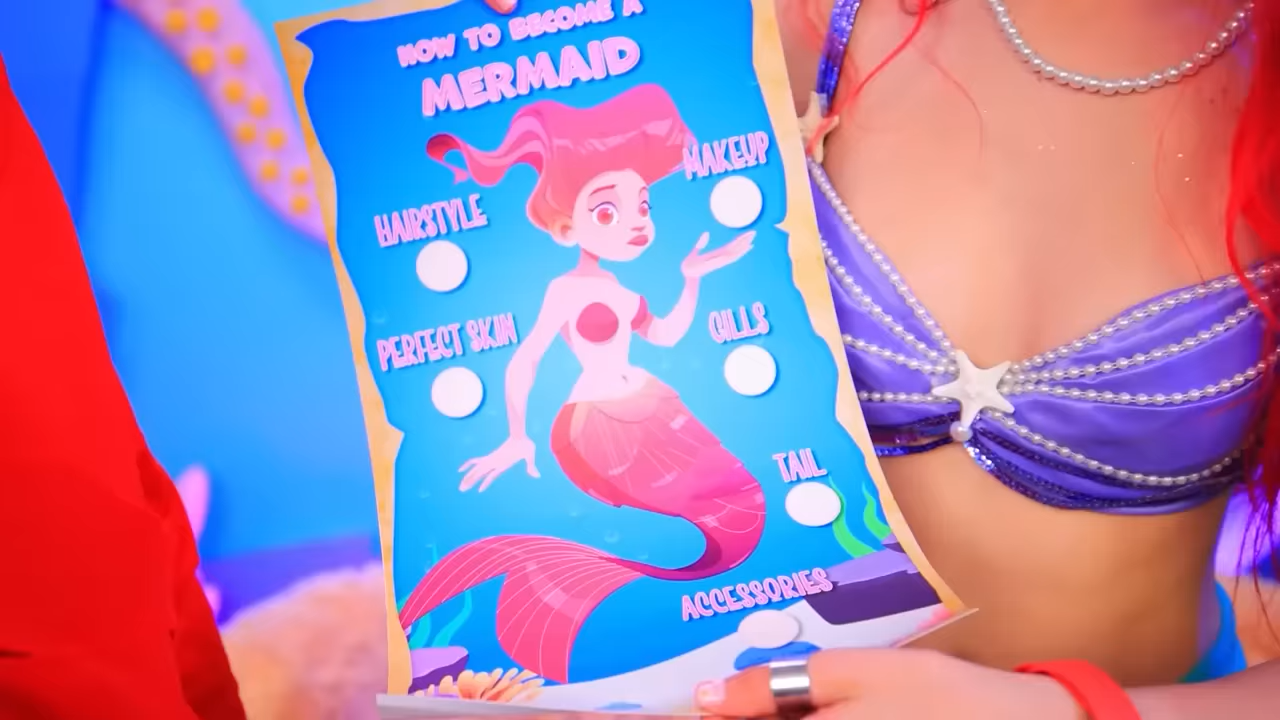 HOW TO BECOME A
MERMAID
MAKEUP
HAIRSTYLE
PERFECT SKIN
GILLS
TAIL
ACCESSORIES